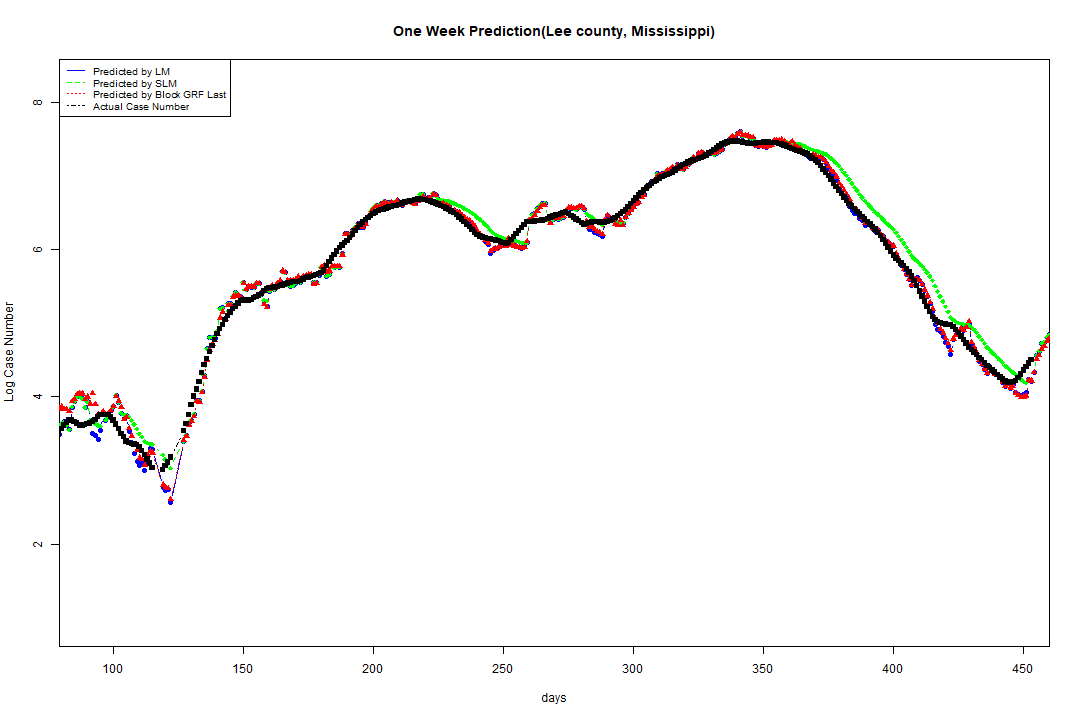 One Week Prediction(Lee county, Mississippi)
Predicted by LM
Predicted by SLM
Predicted by Block GRF Last
Actual Case Number
8
6
4
2
Log Case Number
100 150 200 250 300 350 400 450
days